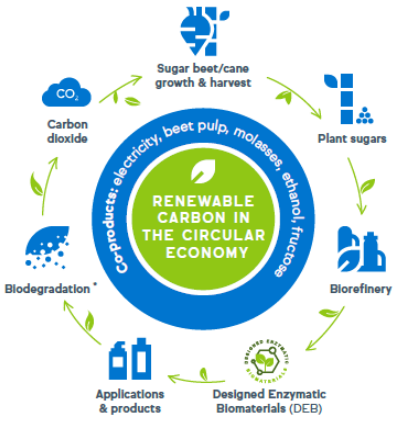 Sugar beet/cane
growth & harvest
CO₂
Carbon
dioxide
Plant sugars
Co-products: electricity, beet pulp, molasses, ethanol, fructose
RENEWABLE
CARBON IN
THE CIRCULAR
ECONOMY
Biodegradation *
Biorefinery
DESIGNED ENZYMATIC
BIOMATERIALS
Applications
& products
Designed Enzymatic
Biomaterials (DEB)